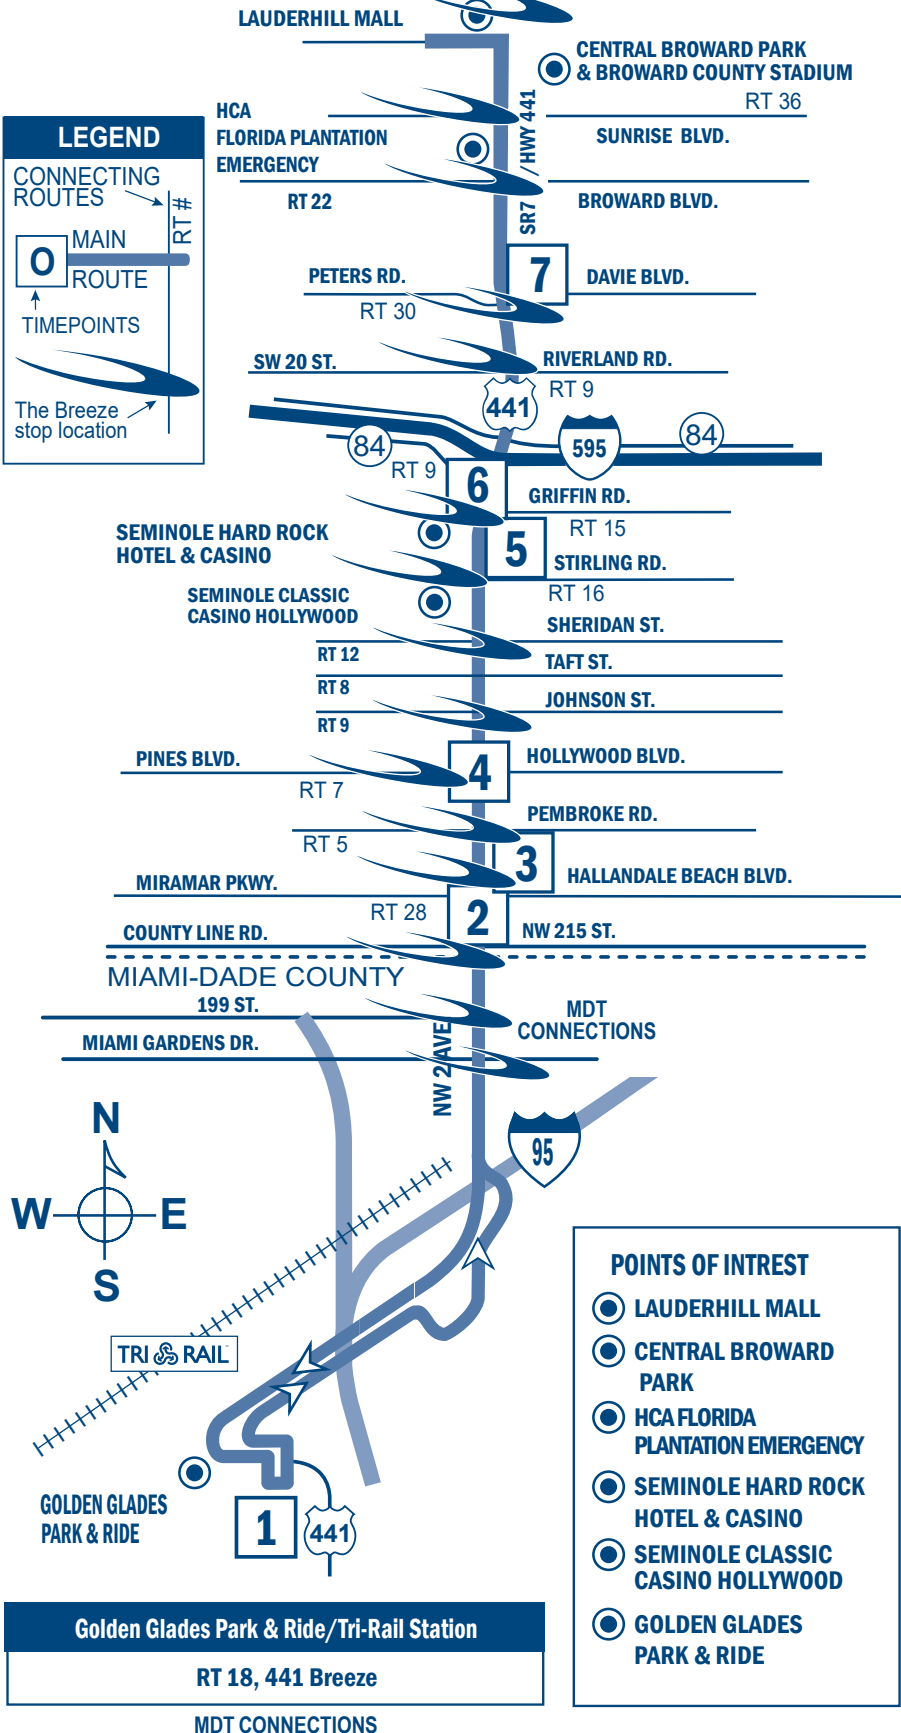 LAUDERHILL MALL
CENTRAL BROWARD PARK
& BROWARD COUNTY STADIUM
RT 36
HCA
FLORIDA PLANTATION
EMERGENCY
SUNRISE BLVD.
SR7 / HWY 441
RT 22
BROWARD BLVD.
LEGEND
CONNECTING
ROUTES
RT #
O
MAIN
ROUTE
TIMEPOINTS
The Breeze
stop location
7
PETERS RD.
DAVIE BLVD.
RT 30
SW 20 ST.
RIVERLAND RD.
RT 9
441
84
595
84
RT 9
6
GRIFFIN RD.
RT 15
SEMINOLE HARD ROCK
HOTEL & CASINO
5
STIRLING RD.
RT 16
SEMINOLE CLASSIC
CASINO HOLLYWOOD
SHERIDAN ST.
RT 12
TAFT ST.
RT 8
JOHNSON ST.
RT 9
PINES BLVD.
4
HOLLYWOOD BLVD.
RT 7
PEMBROKE RD.
RT 5
3
MIRAMAR PKWY.
HALLANDALE BEACH BLVD.
RT 28
2
COUNTY LINE RD.
NW 215 ST.
MIAMI-DADE COUNTY
199 ST.
MDT
CONNECTIONS
MIAMI GARDENS DR.
NW 2 AVE
N
W
E
S
95
TRI RAIL
GOLDEN GLADES
PARK & RIDE
1
441
POINTS OF INTREST
LAUDERHILL MALL
CENTRAL BROWARD
PARK
HCA FLORIDA
PLANTATION EMERGENCY
SEMINOLE HARD ROCK
HOTEL & CASINO
SEMINOLE CLASSIC
CASINO HOLLYWOOD
GOLDEN GLADES
PARK & RIDE
Golden Glades Park & Ride/Tri-Rail Station
RT 18, 441 Breeze
MDT CONNECTIONS